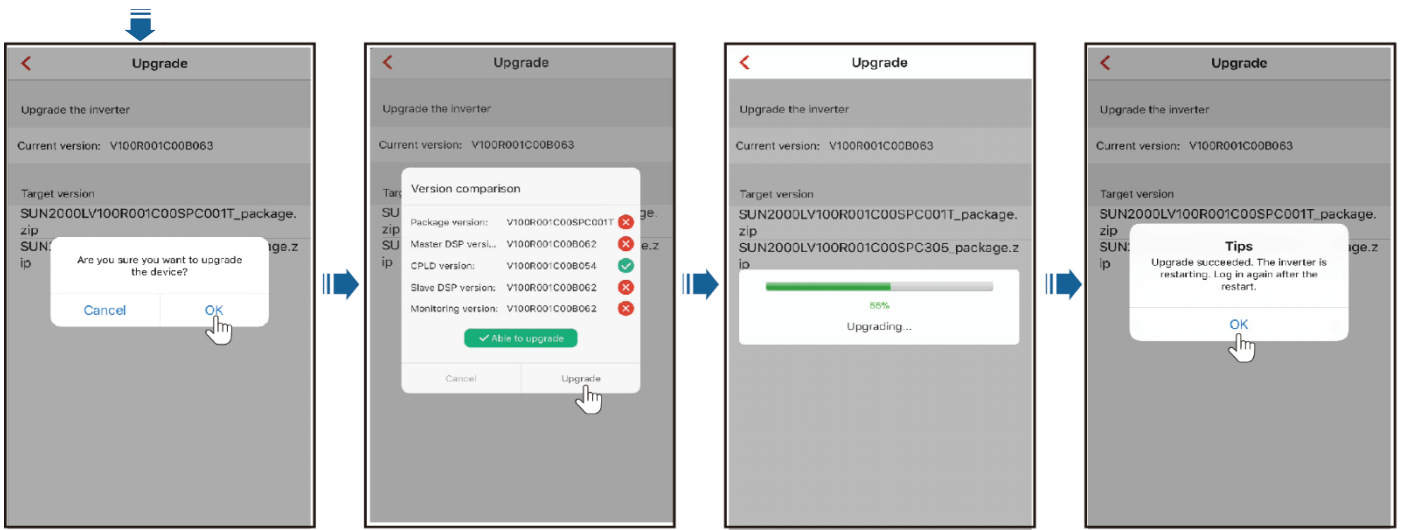 Upgrade
Upgrade the inverter
Current version: V100R001C00B063
Target version
SUN2000LV100R001C00SPC001T_package.
zip
SUN
ge.z
ip
Are you sure you want to upgrade
the device?
Cancel
OK
Upgrade
Upgrade the inverter
Current version: V100R001C00B063
Version comparison
Targ
Package version: V100R001C00SPC001T
SU
ge.
zip
Master DSP versi... V100R001C00B062
SU
e.z
ip
CPLD version: V100R001C00B054
Slave DSP version: V100R001C00B062
Monitoring version: V100R001C00B062
Able to upgrade
Cancel
Upgrade
Upgrade
Upgrade the inverter
Current version: V100R001C00B063
Target version
SUN2000LV100R001C00SPC001T_package.
zip
SUN2000LV100R001C00SPC305_package.z
ip
55%
Upgrading...
Upgrade
Upgrade the inverter
Current version: V100R001C00B063
Target version
SUN2000LV100R001C00SPC001T_package.
zip
SUN
ge.z
ip
Tips
Upgrade succeeded. The inverter is
restarting. Log in again after the
restart.
OK